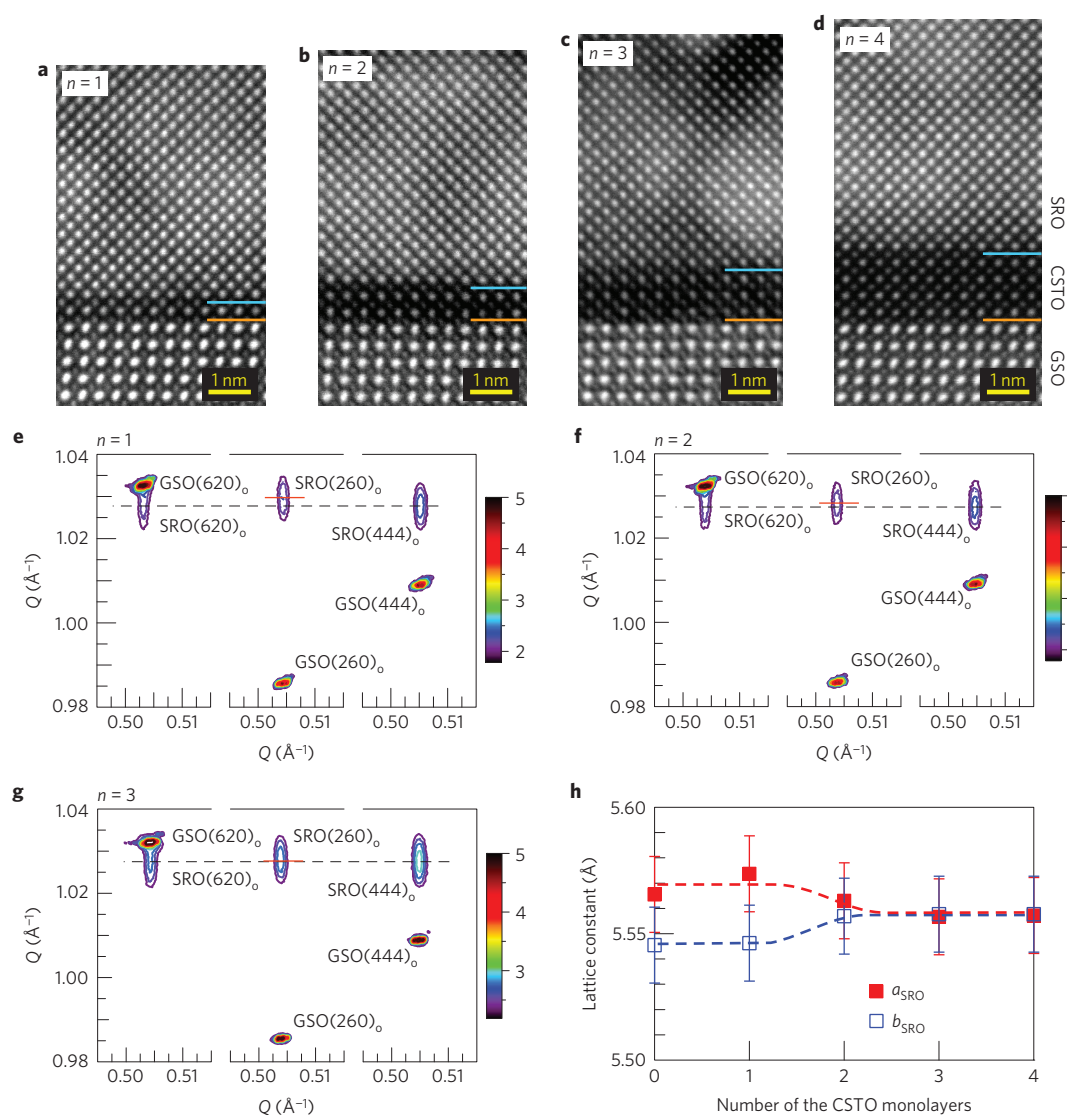 a
n = 1
1 nm
b
n = 2
1 nm
c
n = 3
1 nm
d
n = 4
1 nm
SRO
CSTO
GSO
e
n = 1
1.04
1.02
1.00
0.98
Q (Å⁻¹)
GSO(620)ₒ
SRO(620)ₒ
SRO(260)ₒ
SRO(444)ₒ
GSO(444)ₒ
GSO(260)ₒ
0.50 0.51 0.50 0.51 0.50 0.51
Q (Å⁻¹)
5
4
3
2
f
n = 2
1.04
1.02
1.00
0.98
Q (Å⁻¹)
GSO(620)ₒ
SRO(620)ₒ
SRO(260)ₒ
SRO(444)ₒ
GSO(444)ₒ
GSO(260)ₒ
0.50 0.51 0.50 0.51 0.50 0.51
Q (Å⁻¹)
g
n = 3
1.04
1.02
1.00
0.98
Q (Å⁻¹)
GSO(620)ₒ
SRO(620)ₒ
SRO(260)ₒ
SRO(444)ₒ
GSO(444)ₒ
GSO(260)ₒ
0.50 0.51 0.50 0.51 0.50 0.51
Q (Å⁻¹)
5
4
3
h
5.60
5.55
5.50
Lattice constant (Å)
a SRO
b SRO
0 1 2 3 4
Number of the CSTO monolayers